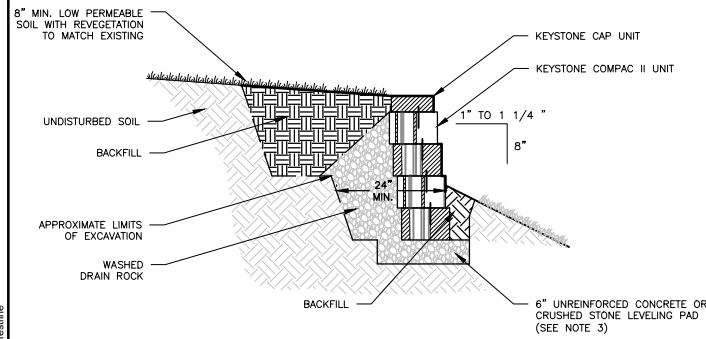 8" MIN. LOW PERMEABLE
SOIL WITH REVEGETATION
TO MATCH EXISTING
KEYSTONE CAP UNIT
KEYSTONE COMPAC II UNIT
1" TO 1 1/4 "
8"
UNDISTURBED SOIL
BACKFILL
24"
MIN.
APPROXIMATE LIMITS
OF EXCAVATION
WASHED
DRAIN ROCK
BACKFILL
6" UNREINFORCED CONCRETE OR
CRUSHED STONE LEVELING PAD
(SEE NOTE 3)